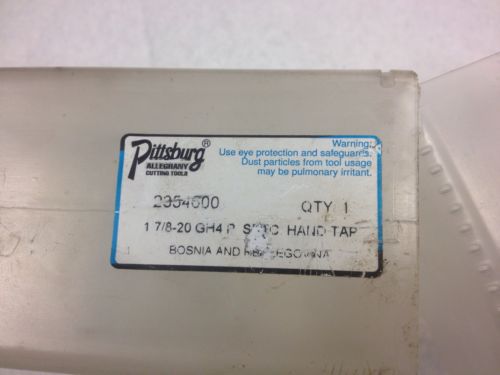 Pittsburg®
ALLEGHANY
CUTTING TOOLS
Warning:
Use eye protection and safeguards.
Dust particles from tool usage
may be pulmonary irritant.
2354600 QTY 1
1 7/8-20 GH4 HAND TAP
BOSNIA AND